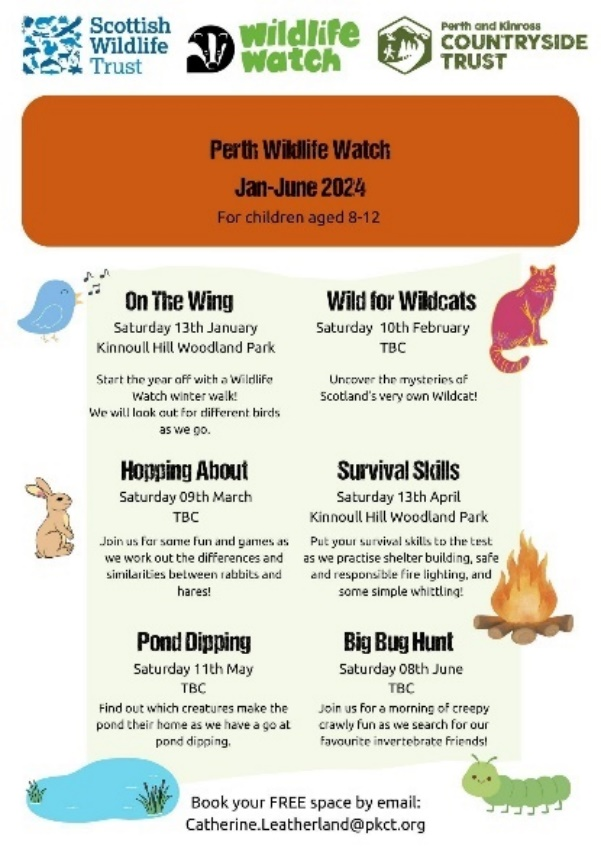 Scottish
Wildlife
Trust
wildlife
watch
Perth and Kinross
COUNTRYSIDE
TRUST
Perth Wildlife Watch
Jan-June 2024
For children aged 8-12
On The Wing
Saturday 13th January
Kinnoull Hill Woodland Park
Start the year off with a Wildlife
Watch winter walk!
We will look out for different birds
as we go.
Wild for Wildcats
Saturday 10th February
TBC
Uncover the mysteries of
Scotland's very own Wildcat!
Hopping About
Saturday 09th March
TBC
Join us for some fun and games as
we work out the differences and
similarities between rabbits and
hares!
Survival Skills
Saturday 13th April
Kinnoull Hill Woodland Park
Put your survival skills to the test
as we practise shelter building, safe
and responsible fire lighting, and
some simple whittling!
Pond Dipping
Saturday 11th May
TBC
Find out which creatures make the
pond their home as we have a go at
pond dipping.
Big Bug Hunt
Saturday 08th June
TBC
Join us for a morning of creepy
crawly fun as we search for our
favourite invertebrate friends!
Book your FREE space by email:
Catherine.Leatherland@pkct.org